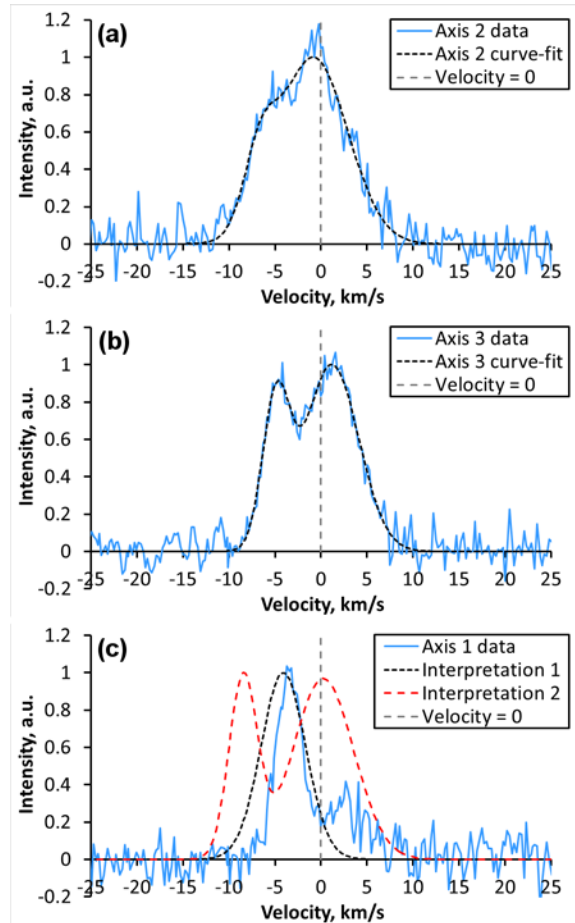 (a)
Axis 2 data
Axis 2 curve-fit
Velocity = 0
Intensity, a.u.
1.2
1
0.8
0.6
0.4
0.2
0
-0.2
-25 -20 -15 -10 -5 0 5 10 15 20 25
Velocity, km/s
(b)
Axis 3 data
Axis 3 curve-fit
Velocity = 0
Intensity, a.u.
1.2
1
0.8
0.6
0.4
0.2
0
-0.2
-25 -20 -15 -10 -5 0 5 10 15 20 25
Velocity, km/s
(c)
Axis 1 data
Interpretation 1
Interpretation 2
Velocity = 0
Intensity, a.u.
1.2
1
0.8
0.6
0.4
0.2
0
-0.2
-25 -20 -15 -10 -5 0 5 10 15 20 25
Velocity, km/s